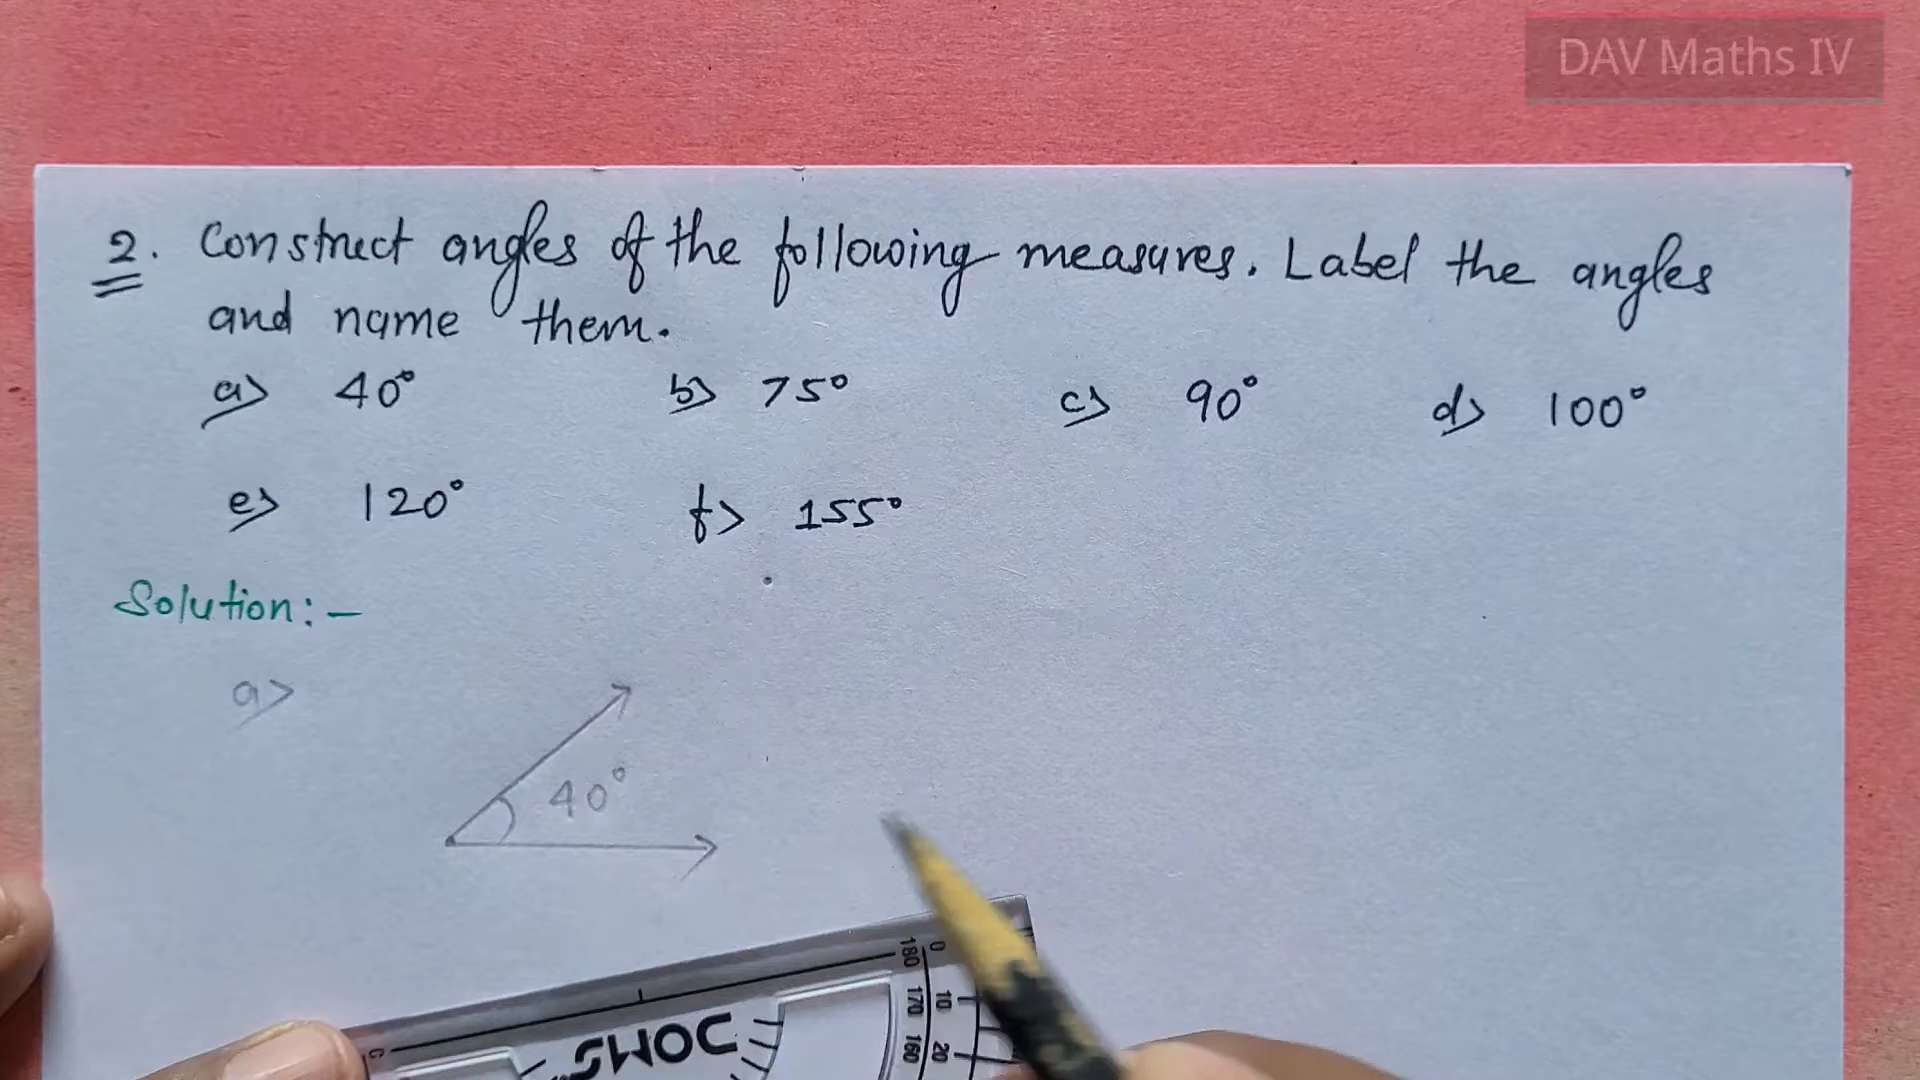 DAV Maths IV
2. Construct angles of the following measures. Label the angles
and name them.
a> 40° b> 75° c> 90° d> 100°
e> 120° f> 155°
Solution:-
a>
40°
180 0
170 10
160 20
DOMS